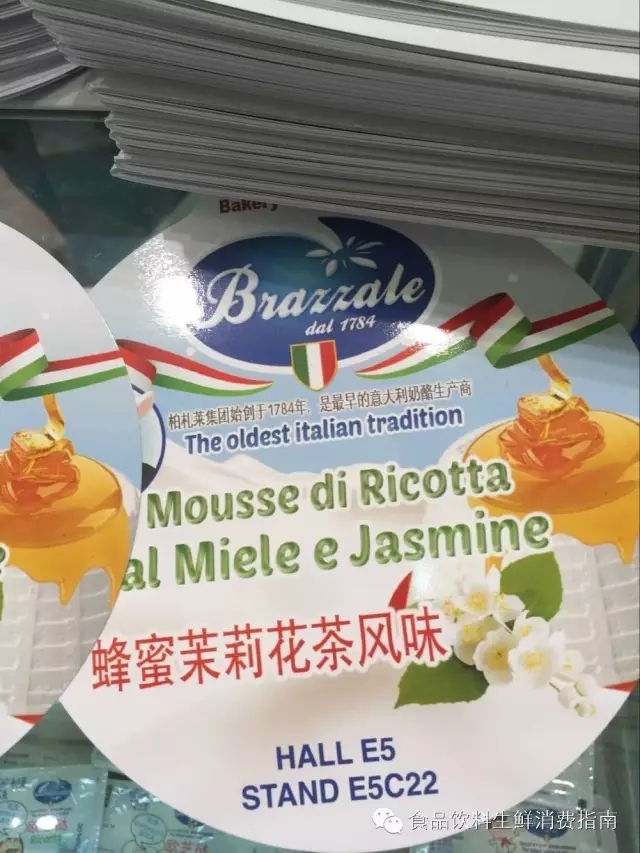 Bakery
Brazzale
dal 1784
柏札莱集团始创于1784年，是最早的意大利奶酪生产商
The oldest italian tradition
Mousse di Ricotta
al Miele e Jasmine
蜂蜜茉莉花茶风味
HALL E5
STAND E5C22
食品饮料生鲜消费指南